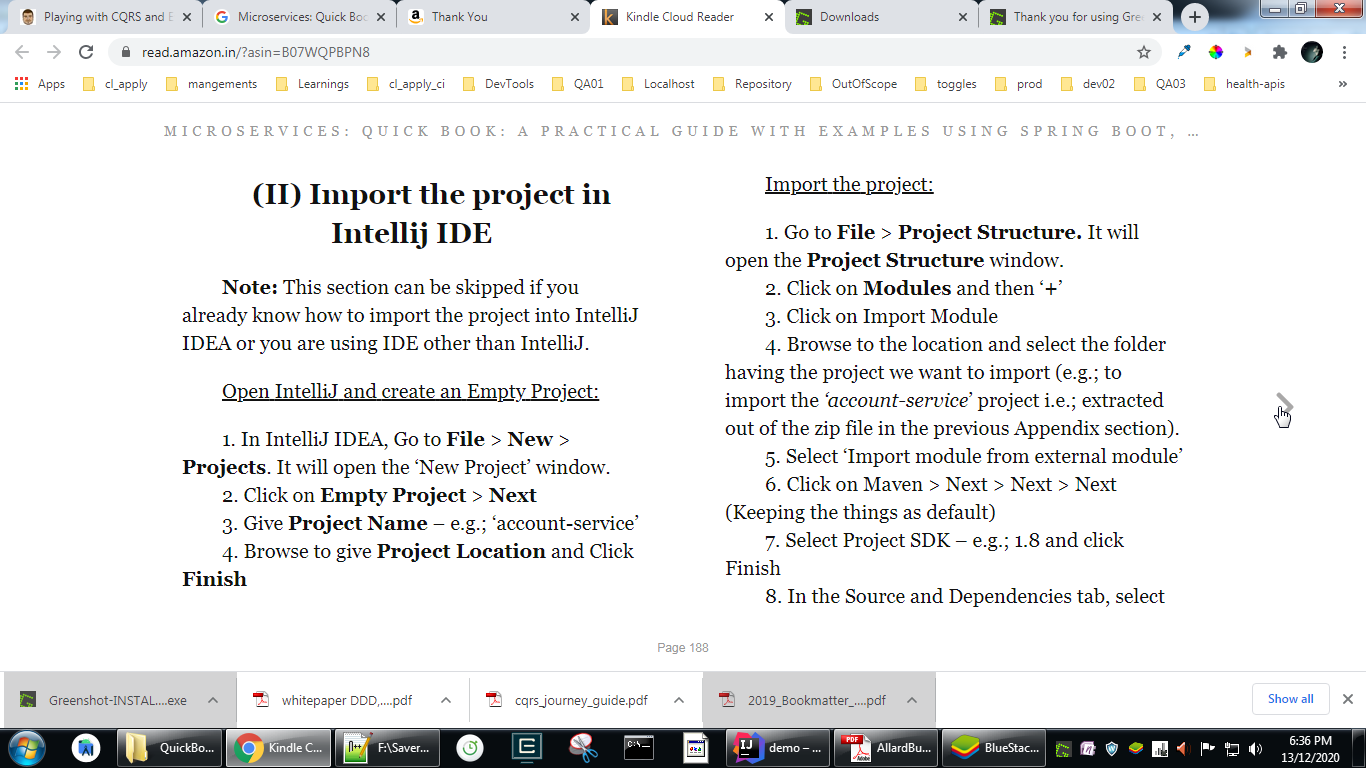 Playing with CQRS and E
Microservices: Quick Boo
Thank You
Kindle Cloud Reader
Downloads
Thank you for using Gre
read.amazon.in/?asin=B07WQPBPN8
Apps
cl_apply
mangements
Learnings
cl_apply_ci
DevTools
QA01
Localhost
Repository
OutOfScope
toggles
prod
dev02
QA03
health-apis
»
MICROSERVICES: QUICK BOOK: A PRACTICAL GUIDE WITH EXAMPLES USING SPRING BOOT, …
(II) Import the project in
Intellij IDE
Note: This section can be skipped if you
already know how to import the project into IntelliJ
IDEA or you are using IDE other than IntelliJ.
Open IntelliJ and create an Empty Project:
1. In IntelliJ IDEA, Go to File > New >
Projects. It will open the ‘New Project’ window.
2. Click on Empty Project > Next
3. Give Project Name – e.g.; ‘account-service’
4. Browse to give Project Location and Click
Finish
Import the project:
1. Go to File > Project Structure. It will
open the Project Structure window.
2. Click on Modules and then ‘+’
3. Click on Import Module
4. Browse to the location and select the folder
having the project we want to import (e.g.; to
import the ‘account-service’ project i.e.; extracted
out of the zip file in the previous Appendix section).
5. Select ‘Import module from external module’
6. Click on Maven > Next > Next > Next
(Keeping the things as default)
7. Select Project SDK – e.g.; 1.8 and click
Finish
8. In the Source and Dependencies tab, select
Page 188
Greenshot-INSTAL....exe
whitepaper DDD,....pdf
cqrs_journey_guide.pdf
2019_Bookmatter_....pdf
Show all
QuickBo...
Kindle C...
F:\Saver...
demo – ...
AllardBu...
BlueStac...
6:36 PM
13/12/2020